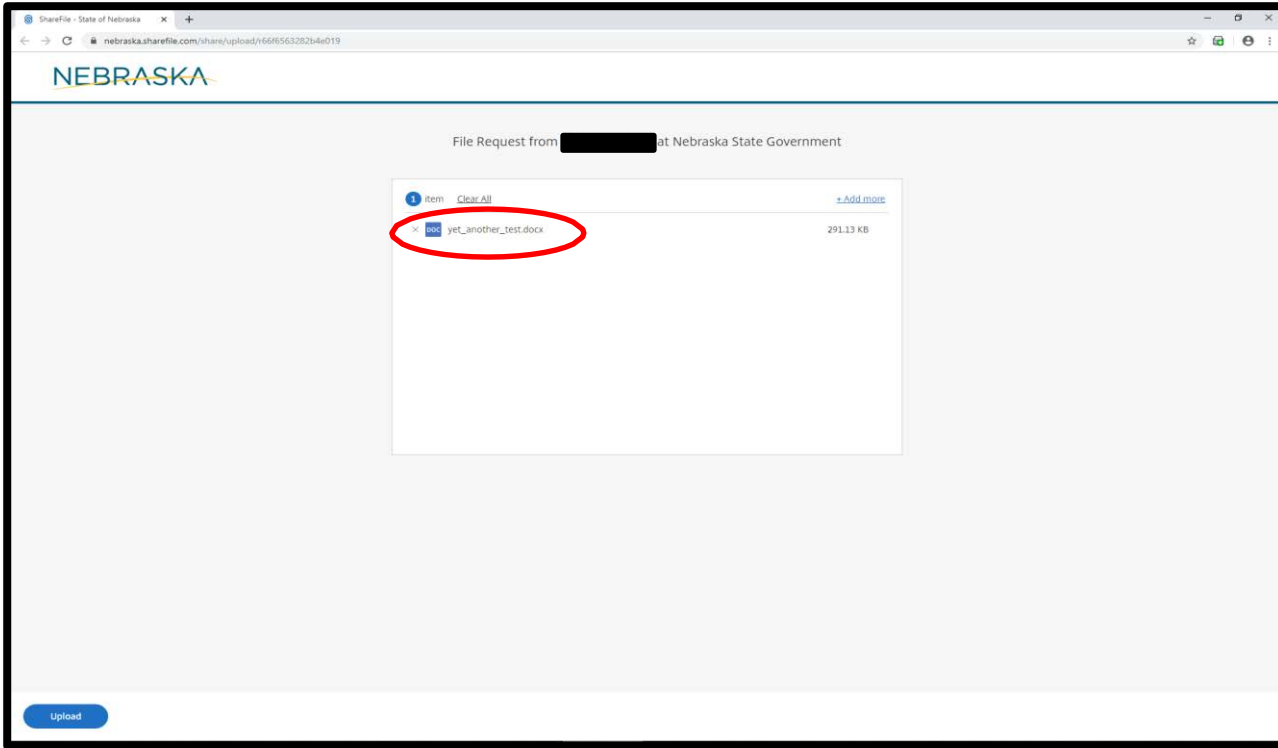 ShareFile - State of Nebraska
nebraska.sharefile.com/share/upload/r66f6563282b4e019
NEBRASKA
File Request from at Nebraska State Government
1 item Clear All + Add more
DOC yet_another_test.docx 291.13 KB
Upload